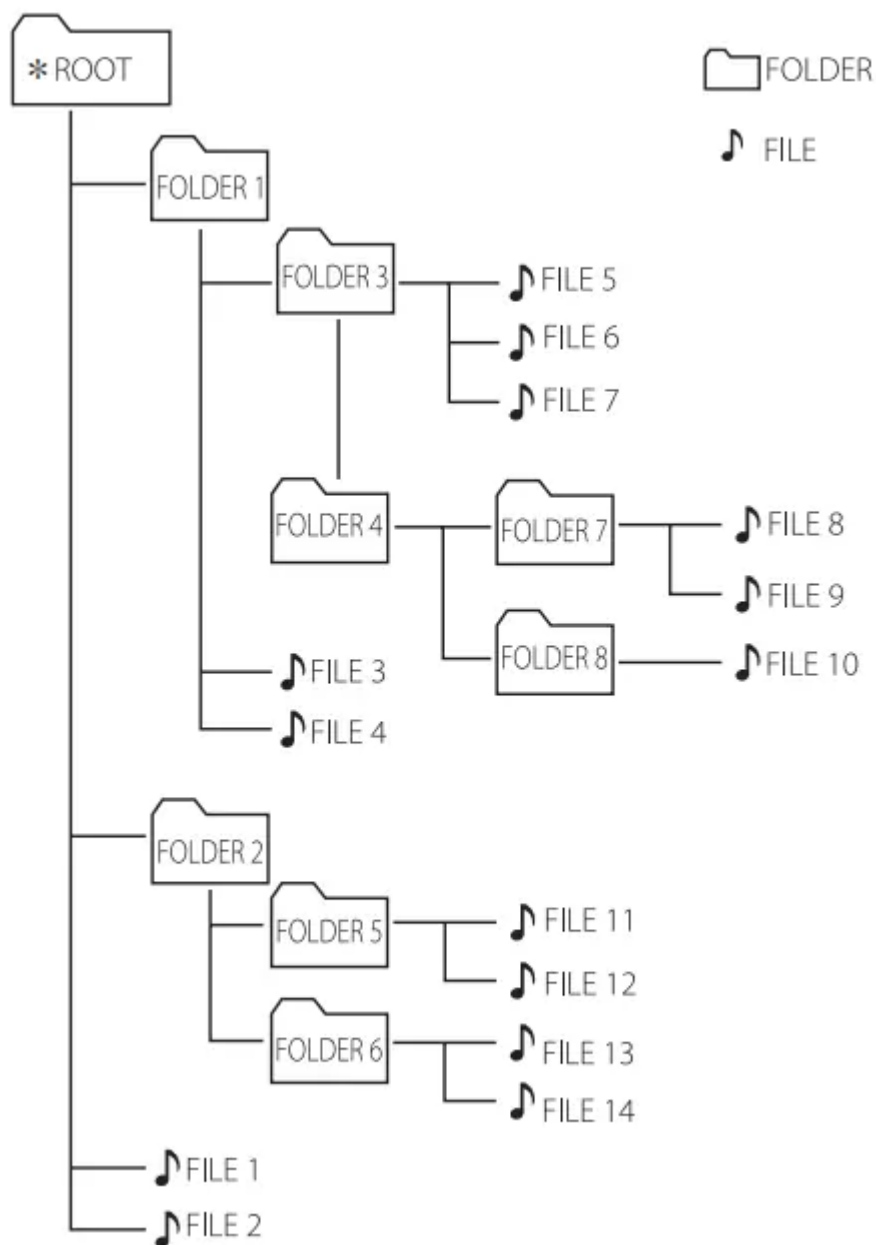 *ROOT
FOLDER
FILE
FOLDER 1
FOLDER 3
FILE 5
FILE 6
FILE 7
FOLDER 4
FOLDER 7
FILE 8
FILE 9
FOLDER 8
FILE 10
FILE 3
FILE 4
FOLDER 2
FOLDER 5
FILE 11
FILE 12
FOLDER 6
FILE 13
FILE 14
FILE 1
FILE 2